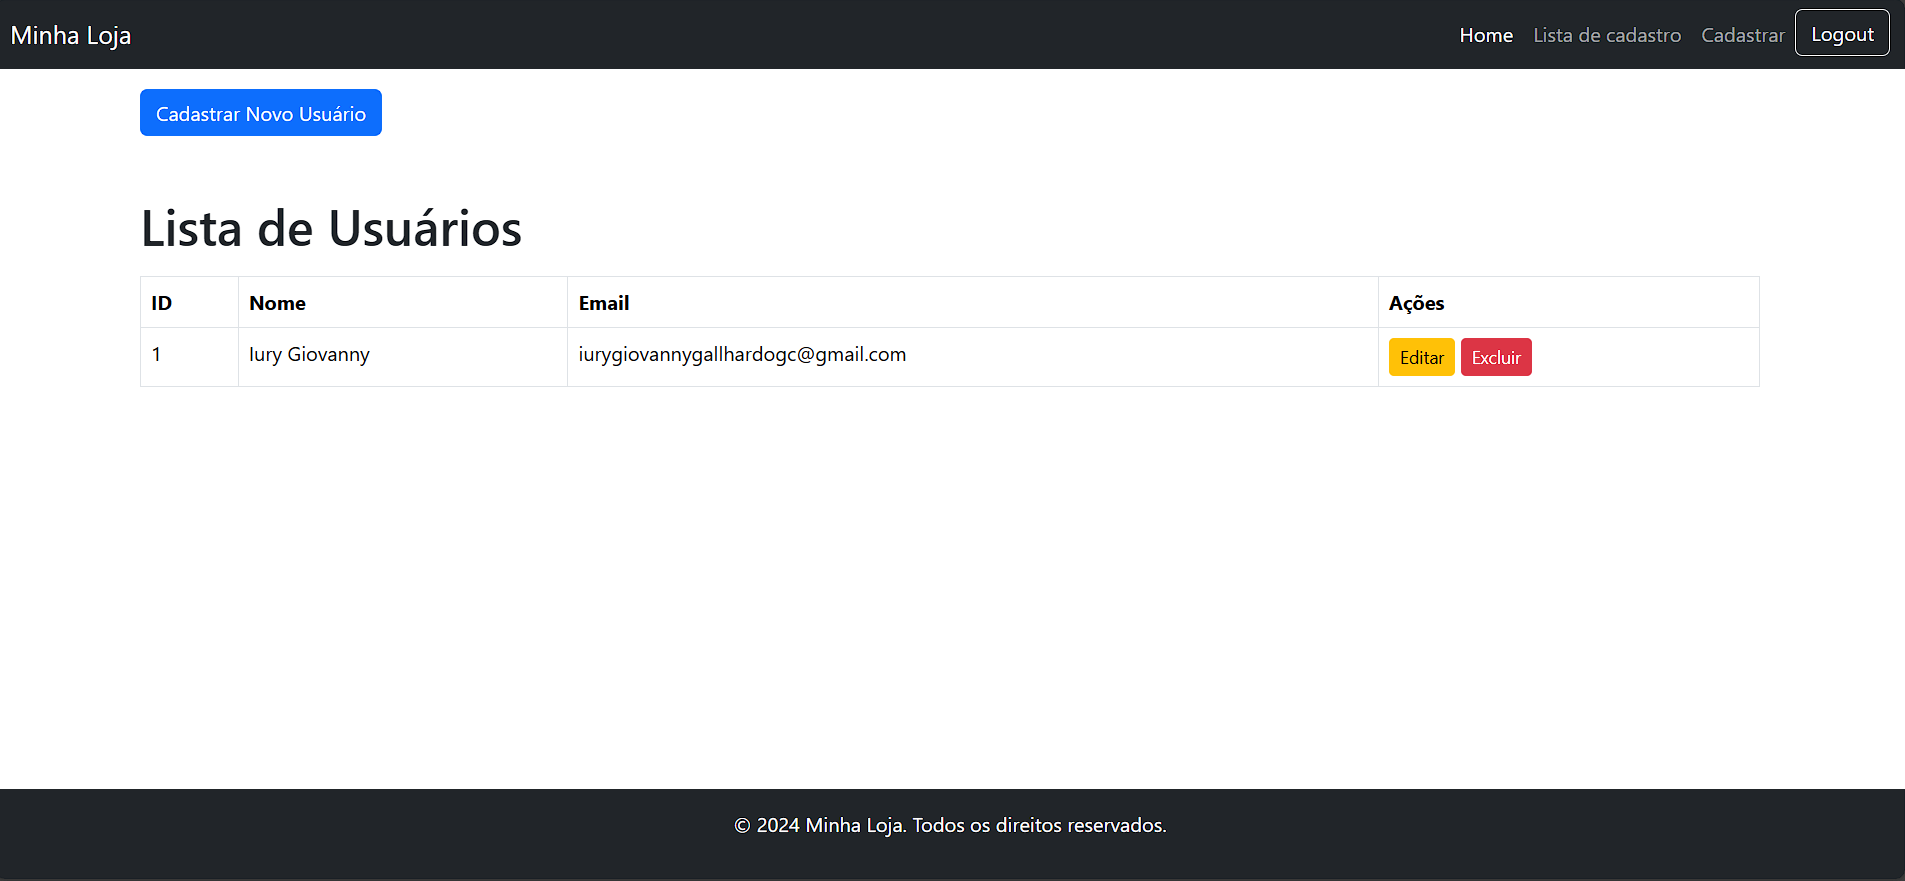 Minha Loja Home Lista de cadastro Cadastrar Logout
Cadastrar Novo Usuário
Lista de Usuários
ID Nome Email Ações
1 Iury Giovanny iurygiovannygallhardogc@gmail.com Editar Excluir
© 2024 Minha Loja. Todos os direitos reservados.